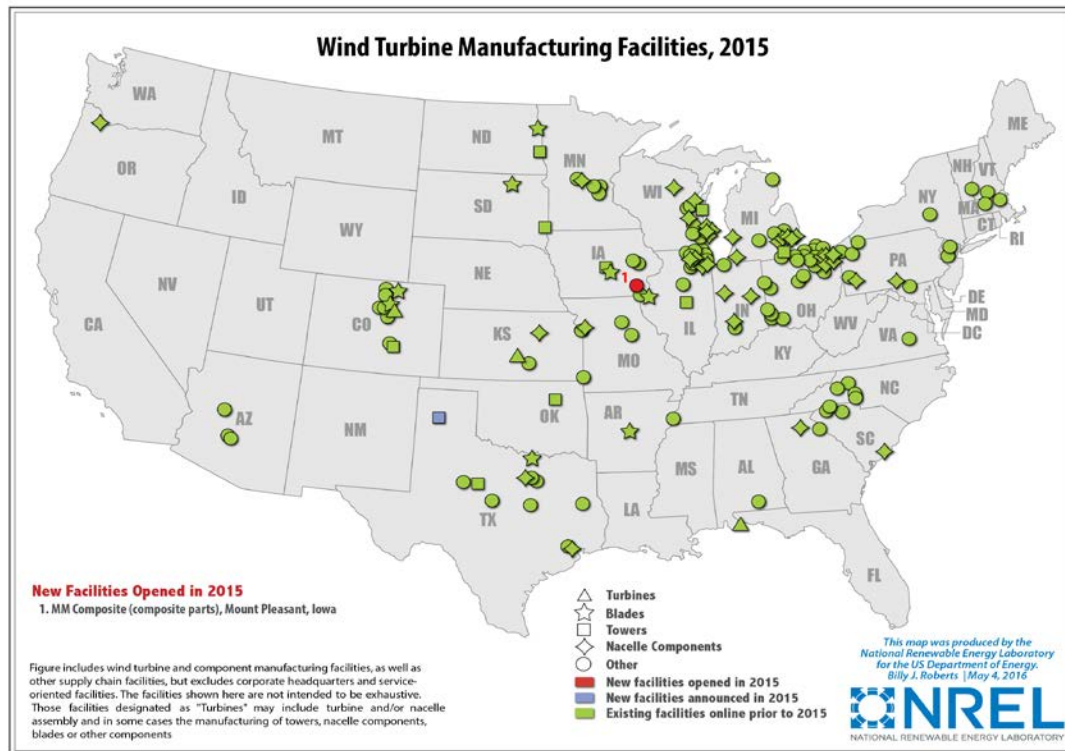 Wind Turbine Manufacturing Facilities, 2015
WA
MT
ND
MN
ME
OR
ID
SD
WI
MI
NY
NH
VT
MA
CT
RI
WY
IA
NE
PA
NV
UT
CO
IL
IN
OH
WV
DE
MD
DC
CA
KS
MO
KY
VA
AZ
NM
OK
AR
TN
NC
SC
MS
AL
GA
LA
TX
FL
1
New Facilities Opened in 2015
1. MM Composite (composite parts), Mount Pleasant, Iowa
Figure includes wind turbine and component manufacturing facilities, as well as
other supply chain facilities, but excludes corporate headquarters and service-
oriented facilities. The facilities shown here are not intended to be exhaustive.
Those facilities designated as "Turbines" may include turbine and/or nacelle
assembly and in some cases the manufacturing of towers, nacelle components,
blades or other components
Turbines
Blades
Towers
Nacelle Components
Other
New facilities opened in 2015
New facilities announced in 2015
Existing facilities online prior to 2015
This map was produced by the
National Renewable Energy Laboratory
for the US Department of Energy.
Billy J. Roberts | May 4, 2016
NREL
NATIONAL RENEWABLE ENERGY LABORATORY